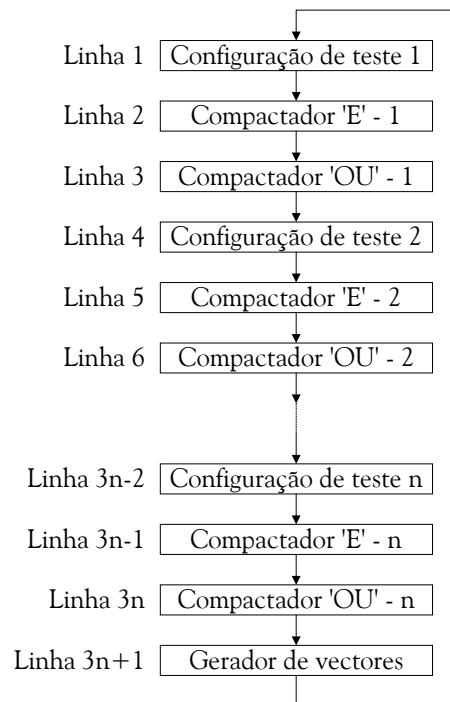 Linha 1 Configuração de teste 1
Linha 2 Compactador 'E' - 1
Linha 3 Compactador 'OU' - 1
Linha 4 Configuração de teste 2
Linha 5 Compactador 'E' - 2
Linha 6 Compactador 'OU' - 2
Linha 3n-2 Configuração de teste n
Linha 3n-1 Compactador 'E' - n
Linha 3n Compactador 'OU' - n
Linha 3n+1 Gerador de vectores